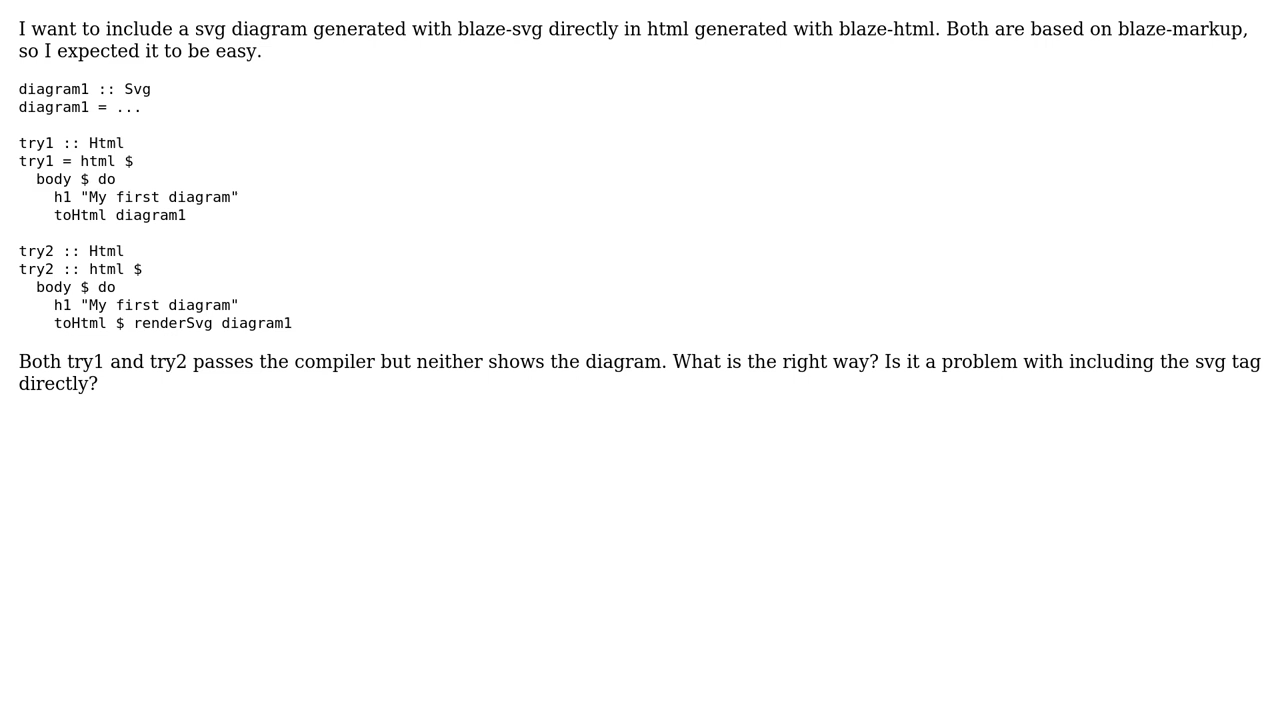 I want to include a svg diagram generated with blaze-svg directly in html generated with blaze-html. Both are based on blaze-markup,
so I expected it to be easy.
diagram1 :: Svg
diagram1 = ...
try1 :: Html
try1 = html $
  body $ do
    h1 "My first diagram"
    toHtml diagram1
try2 :: Html
try2 :: html $
  body $ do
    h1 "My first diagram"
    toHtml $ renderSvg diagram1
Both try1 and try2 passes the compiler but neither shows the diagram. What is the right way? Is it a problem with including the svg tag
directly?